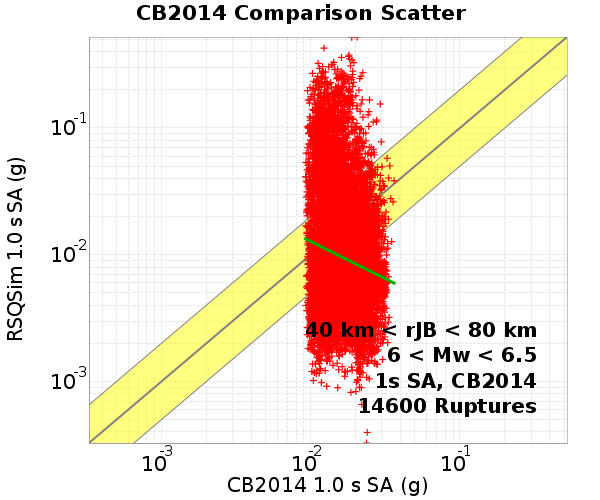 CB2014 Comparison Scatter
RSQSim 1.0 s SA (g)
10-1
10-2
10-3
40 km < rJB < 80 km
6 < Mw < 6.5
1s SA, CB2014
14600 Ruptures
10-3 10-2 10-1
CB2014 1.0 s SA (g)